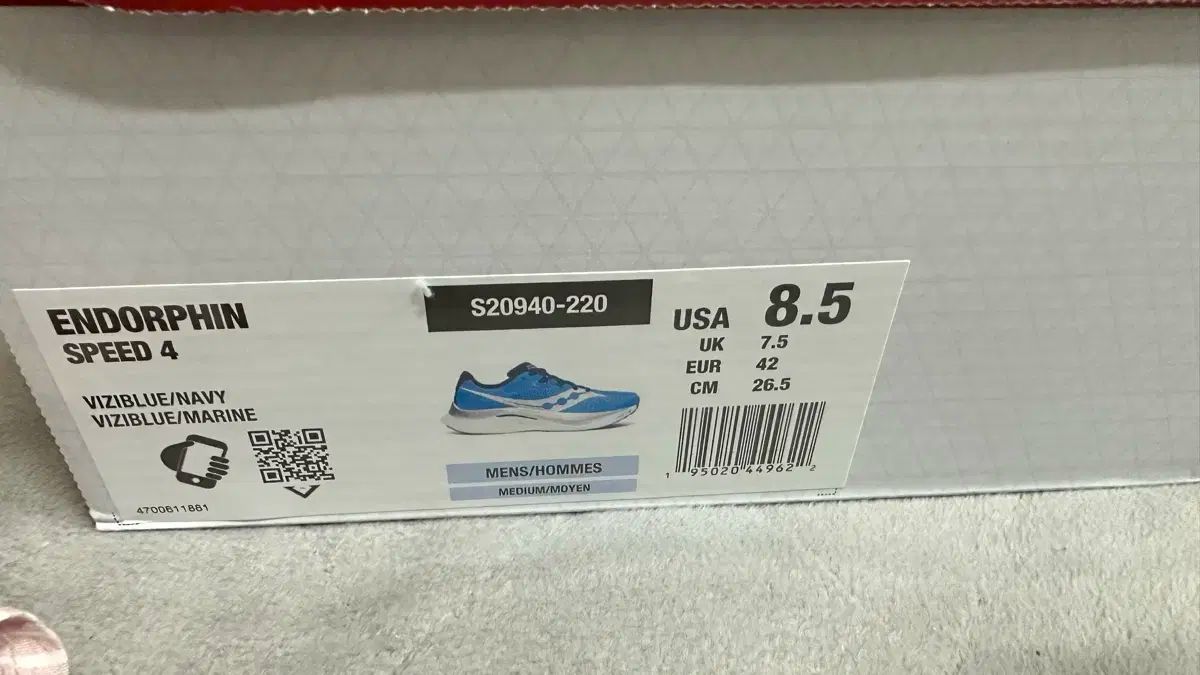 ENDORPHIN
SPEED 4
VIZIBLUE/NAVY
VIZIBLUE/MARINE
4700611881
S20940-220
MENS/HOMMES
MEDIUM/MOYEN
USA 8.5
UK 7.5
EUR 42
CM 26.5
1 95020 44962 2